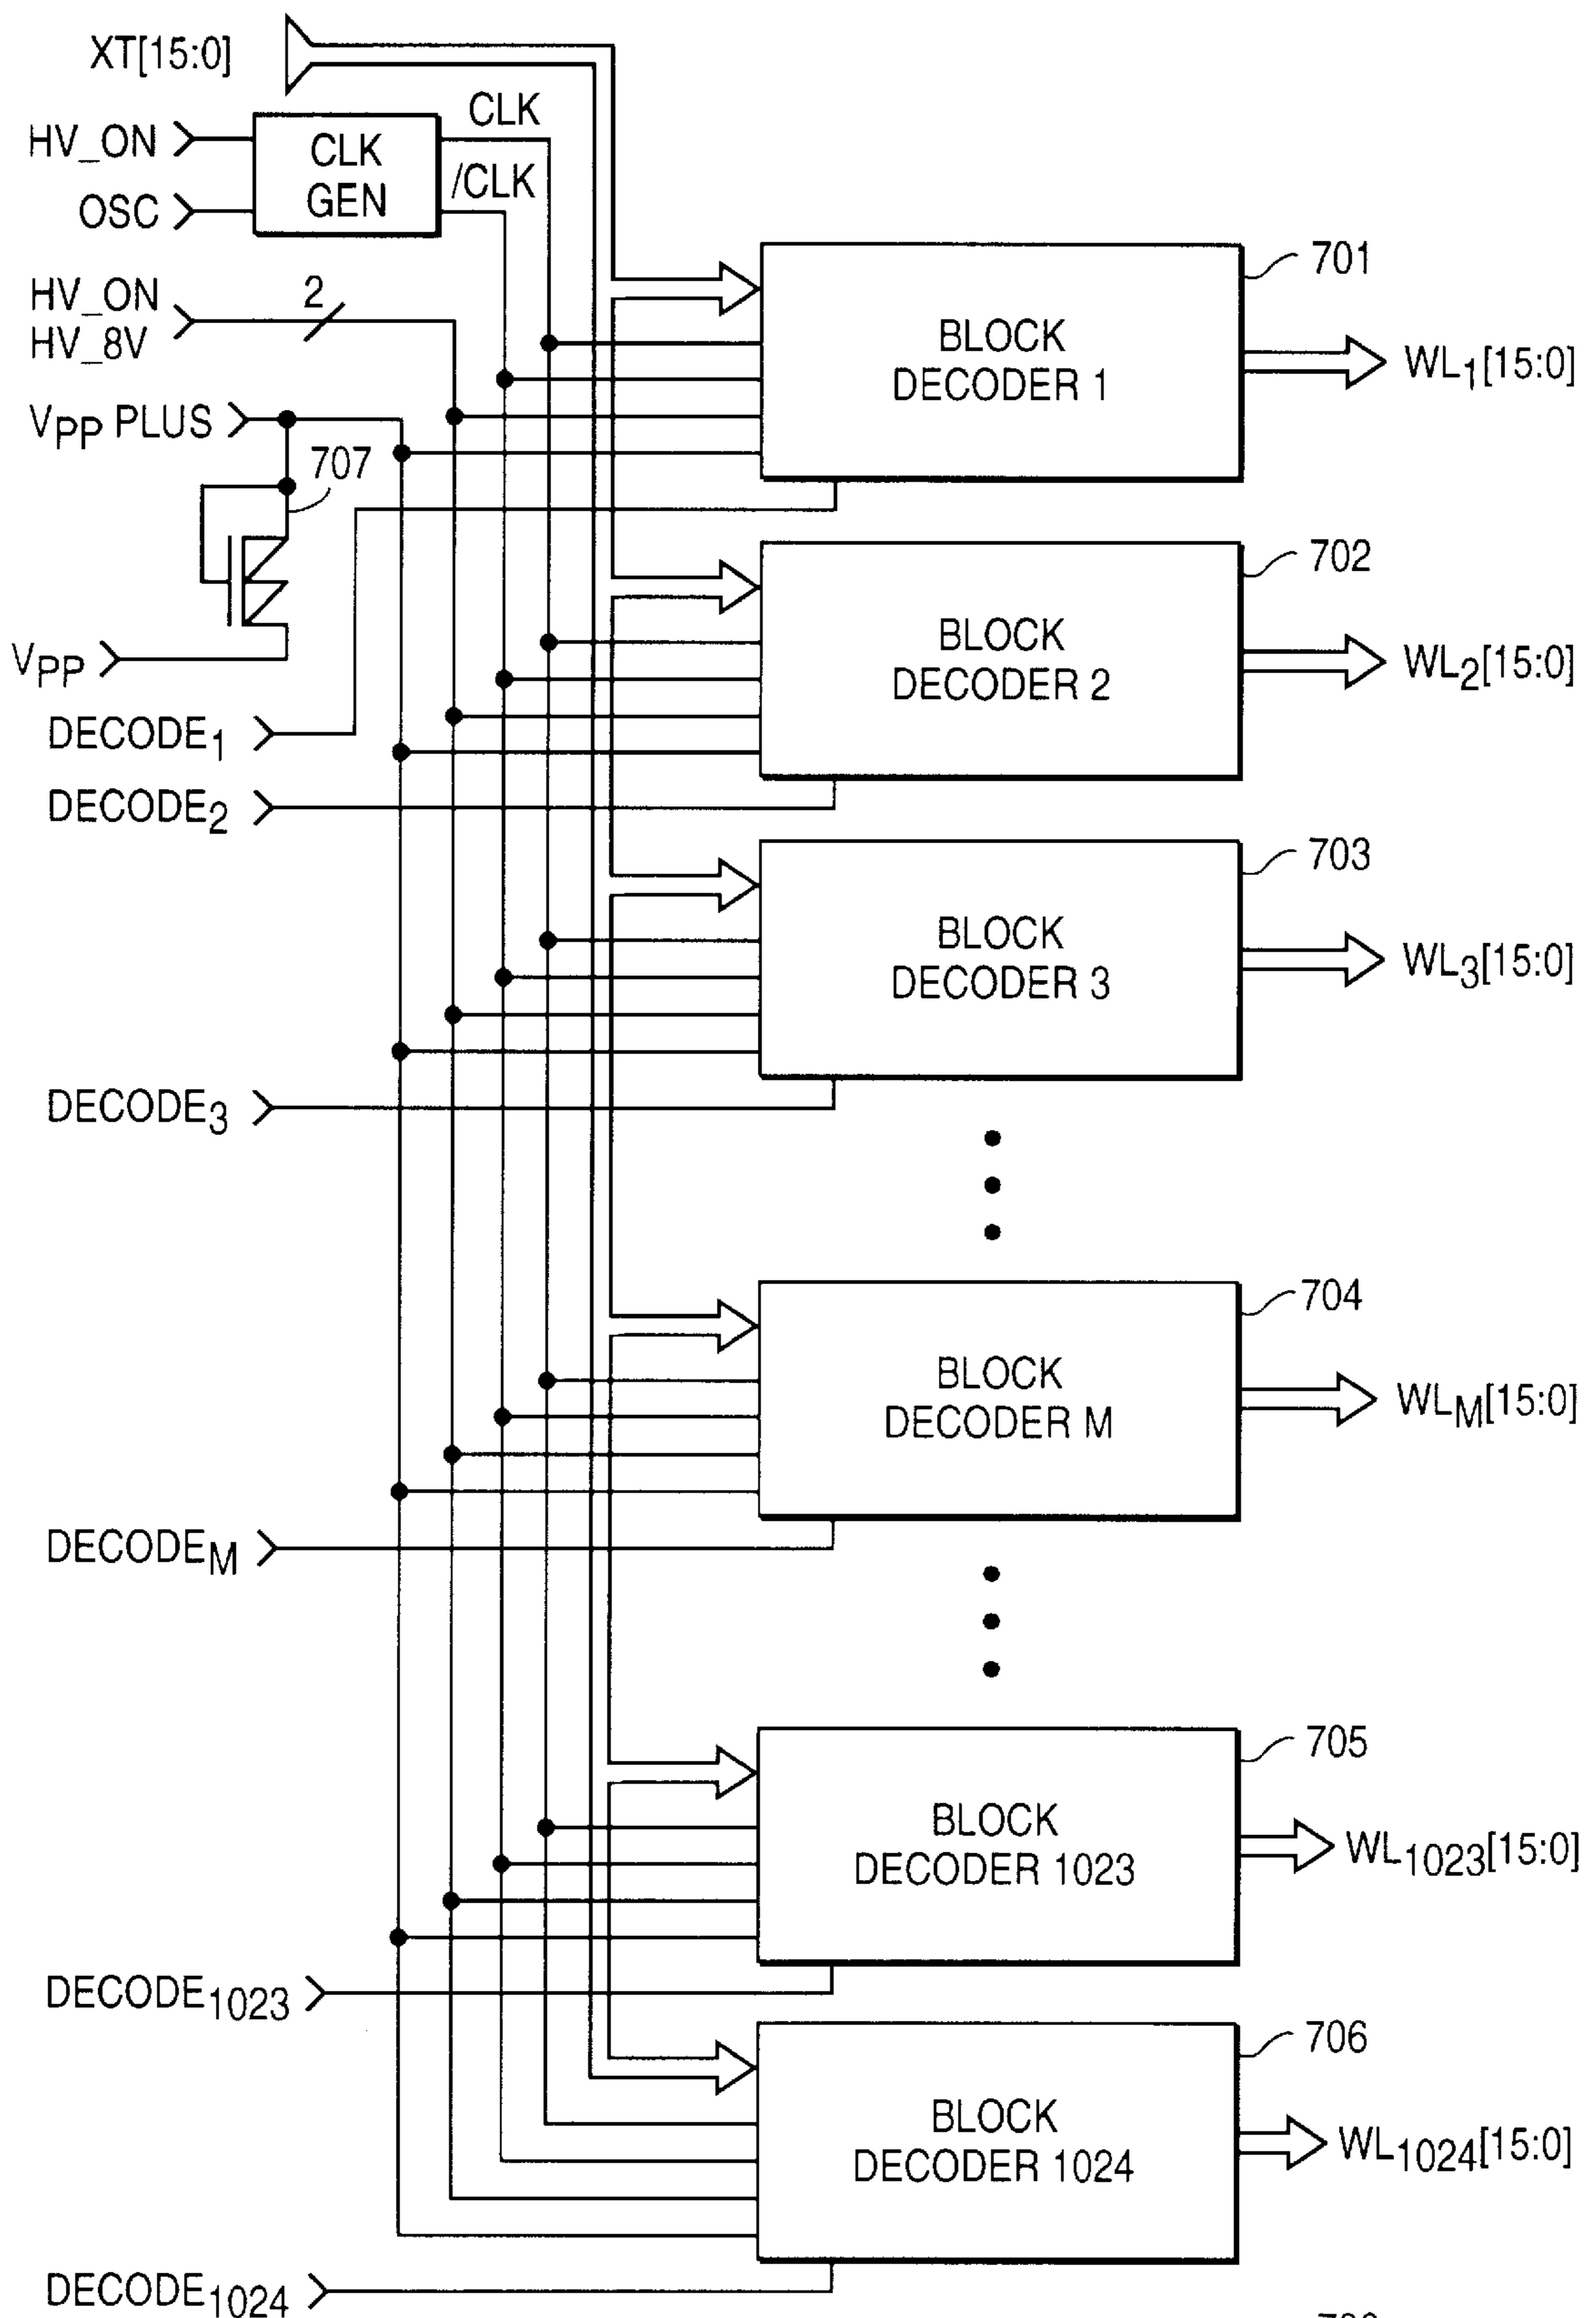 XT[15:0]
CLK
HV_ON
CLK
GEN
/CLK
OSC
701
HV_ON
HV_8V
2
BLOCK
DECODER 1
WL1[15:0]
VPP PLUS
707
702
BLOCK
DECODER 2
WL2[15:0]
VPP
DECODE1
DECODE2
703
BLOCK
DECODER 3
WL3[15:0]
DECODE3
704
BLOCK
DECODER M
WLM[15:0]
DECODEM
705
BLOCK
DECODER 1023
WL1023[15:0]
DECODE1023
706
BLOCK
DECODER 1024
WL1024[15:0]
DECODE1024